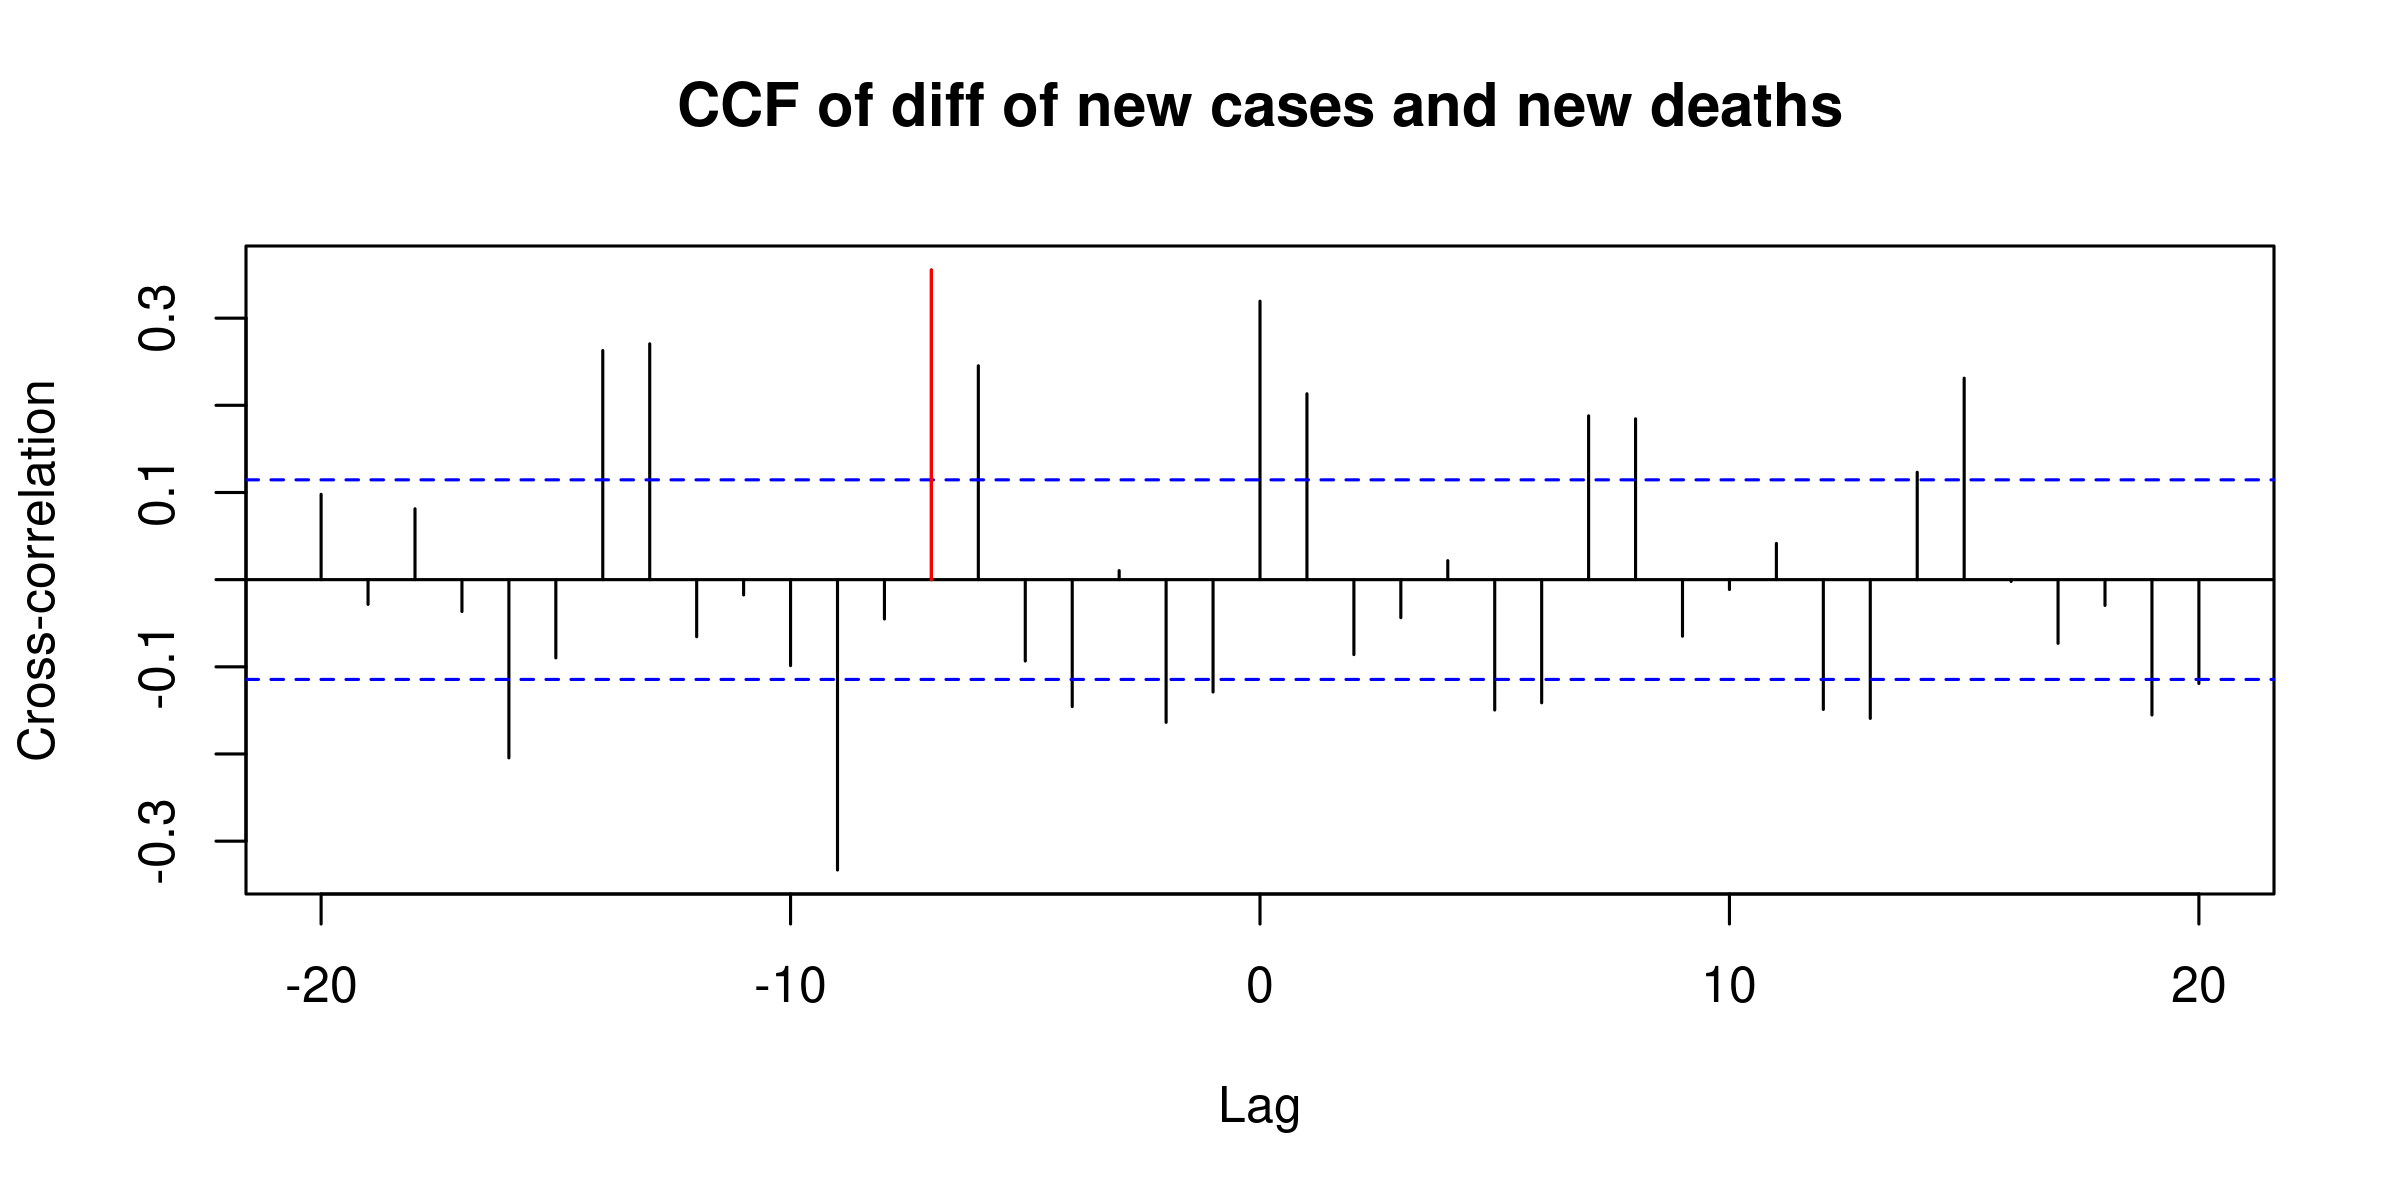 CCF of diff of new cases and new deaths
Cross-correlation
0.3
0.1
-0.1
-0.3
-20 -10 0 10 20
Lag